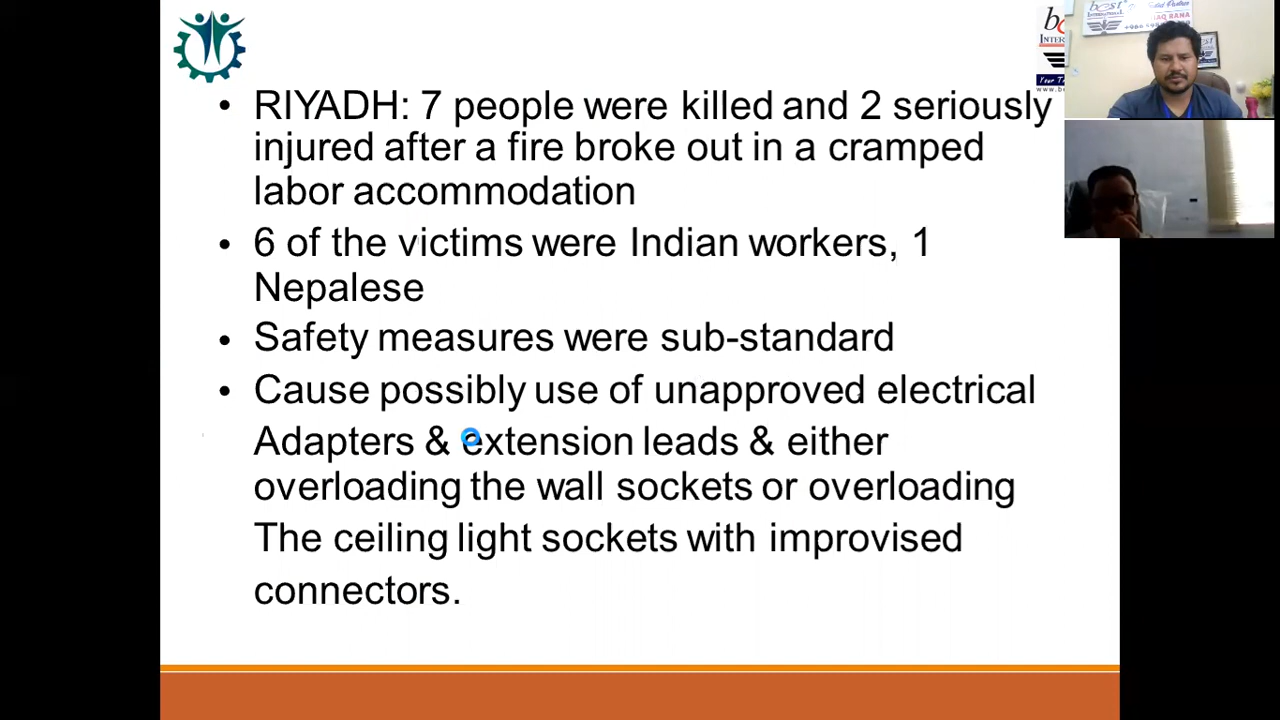 RIYADH: 7 people were killed and 2 seriously
injured after a fire broke out in a cramped
labor accommodation
6 of the victims were Indian workers, 1
Nepalese
Safety measures were sub-standard
Cause possibly use of unapproved electrical
Adapters & extension leads & either
overloading the wall sockets or overloading
The ceiling light sockets with improvised
connectors.